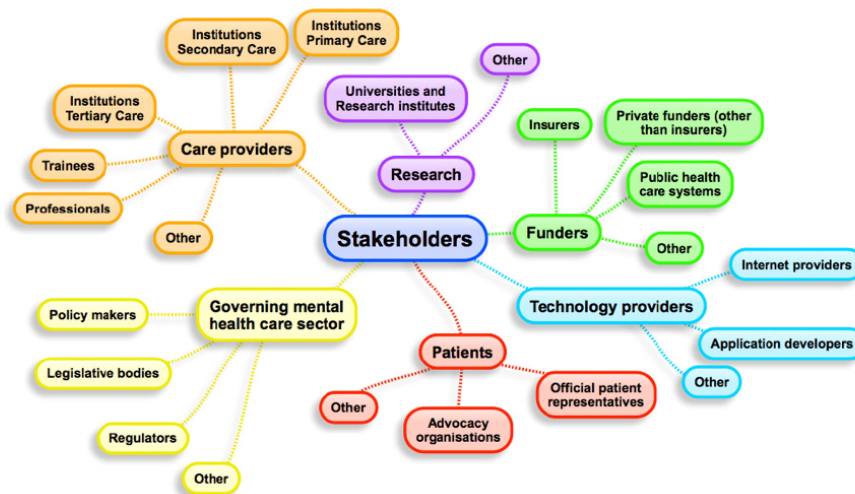 Institutions
Secondary Care
Institutions
Primary Care
Institutions
Tertiary Care
Care providers
Trainees
Professionals
Other
Universities and
Research institutes
Other
Research
Insurers
Private funders (other
than insurers)
Public health
care systems
Funders
Other
Stakeholders
Internet providers
Technology providers
Application developers
Other
Governing mental
health care sector
Policy makers
Legislative bodies
Regulators
Other
Patients
Other
Advocacy
organisations
Official patient
representatives